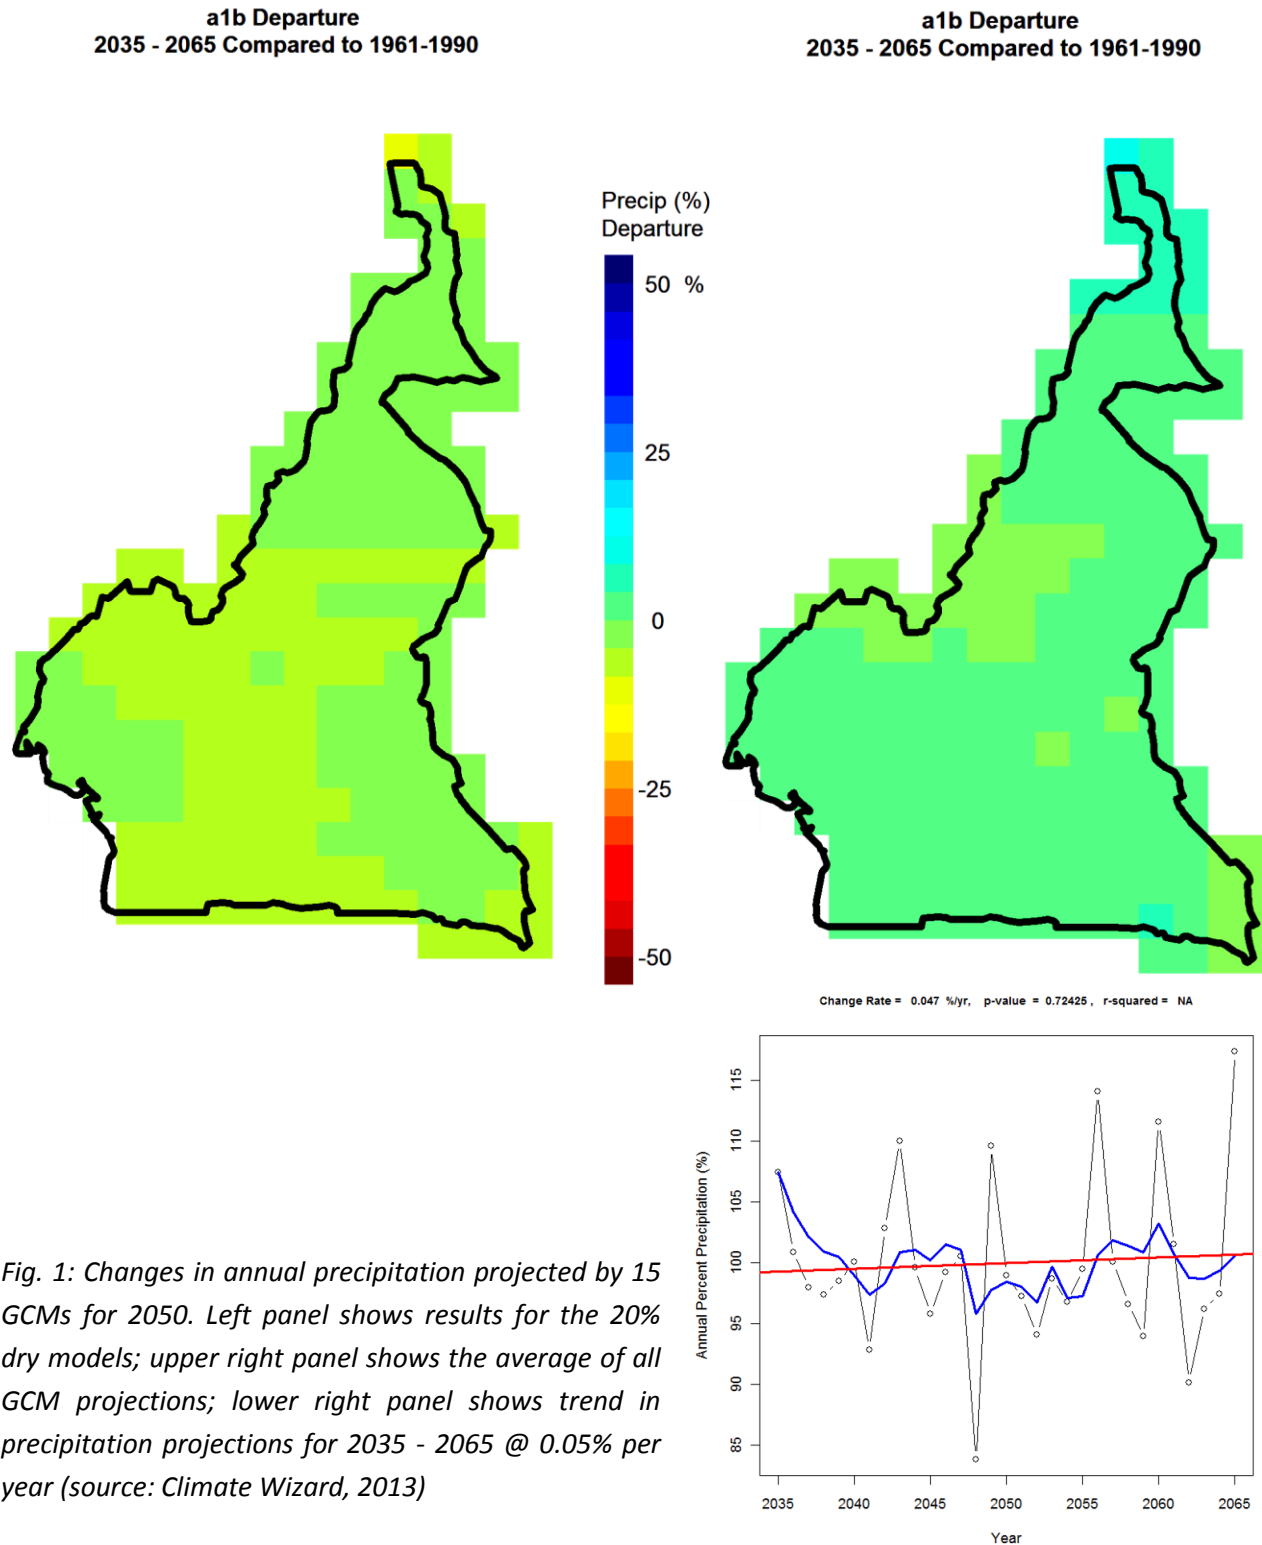 a1b Departure
2035 - 2065 Compared to 1961-1990
a1b Departure
2035 - 2065 Compared to 1961-1990
Precip (%)
Departure
50 %
25
0
-25
-50
Change Rate = 0.047 %/yr, p-value = 0.72425 , r-squared = NA
Annual Percent Precipitation (%)
115
110
105
100
95
90
85
2035 2040 2045 2050 2055 2060 2065
Year
Fig. 1: Changes in annual precipitation projected by 15
GCMs for 2050. Left panel shows results for the 20%
dry models; upper right panel shows the average of all
GCM projections; lower right panel shows trend in
precipitation projections for 2035 - 2065 @ 0.05% per
year (source: Climate Wizard, 2013)